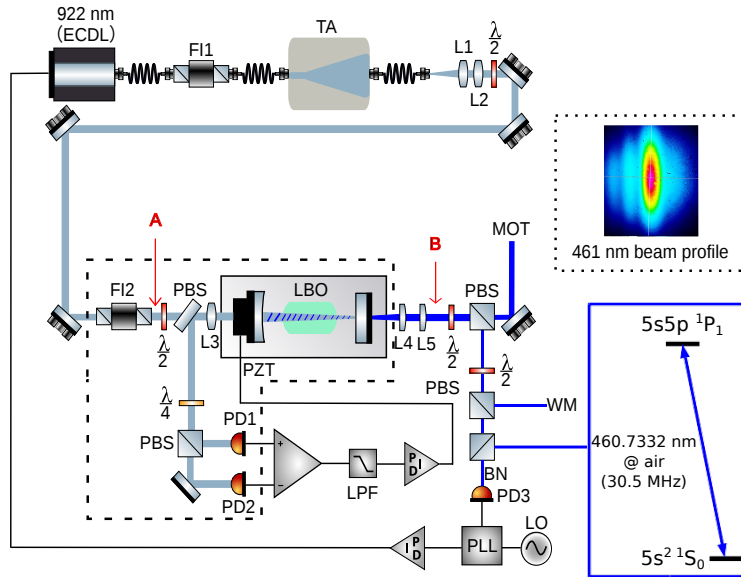 922 nm
(ECDL)
FI1
TA
L1
L2
λ
2
461 nm beam profile
A
B
MOT
FI2
PBS
λ
2
L3
LBO
PZT
L4
L5
λ
2
PBS
λ
2
5s5p ¹P₁
λ
4
PBS
PD1
PD2
+
−
LPF
P
I
D
PBS
WM
BN
PD3
460.7332 nm
@ air
(30.5 MHz)
P
I
D
PLL
LO
5s² ¹S₀